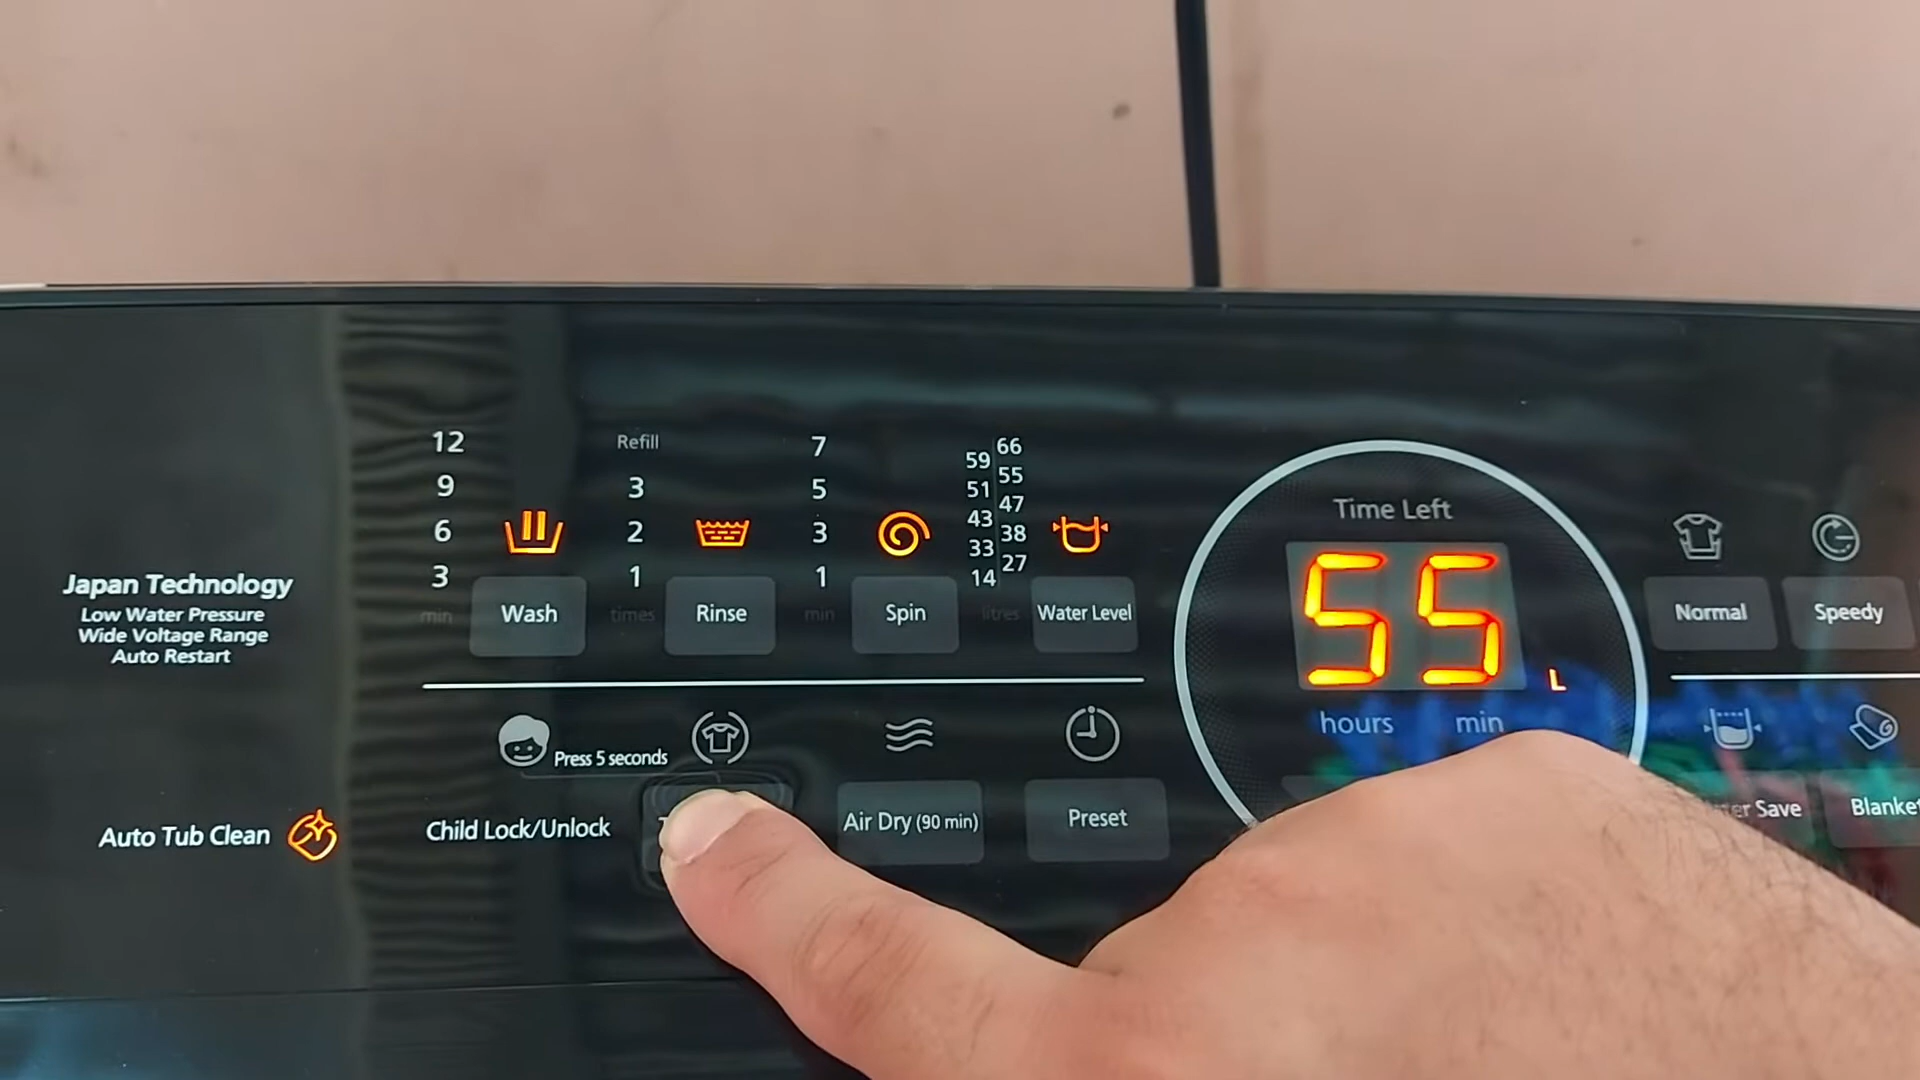 Japan Technology
Low Water Pressure
Wide Voltage Range
Auto Restart
Auto Tub Clean
12
9
6
3
min
Wash
Refill
3
2
1
times
Rinse
7
5
3
1
min
Spin
66
59
55
51
47
43
38
33
27
14
litres
Water Level
Press 5 seconds
Child Lock/Unlock
Air Dry (90 min)
Preset
Time Left
55
L
hours min
Normal
Speedy
Save